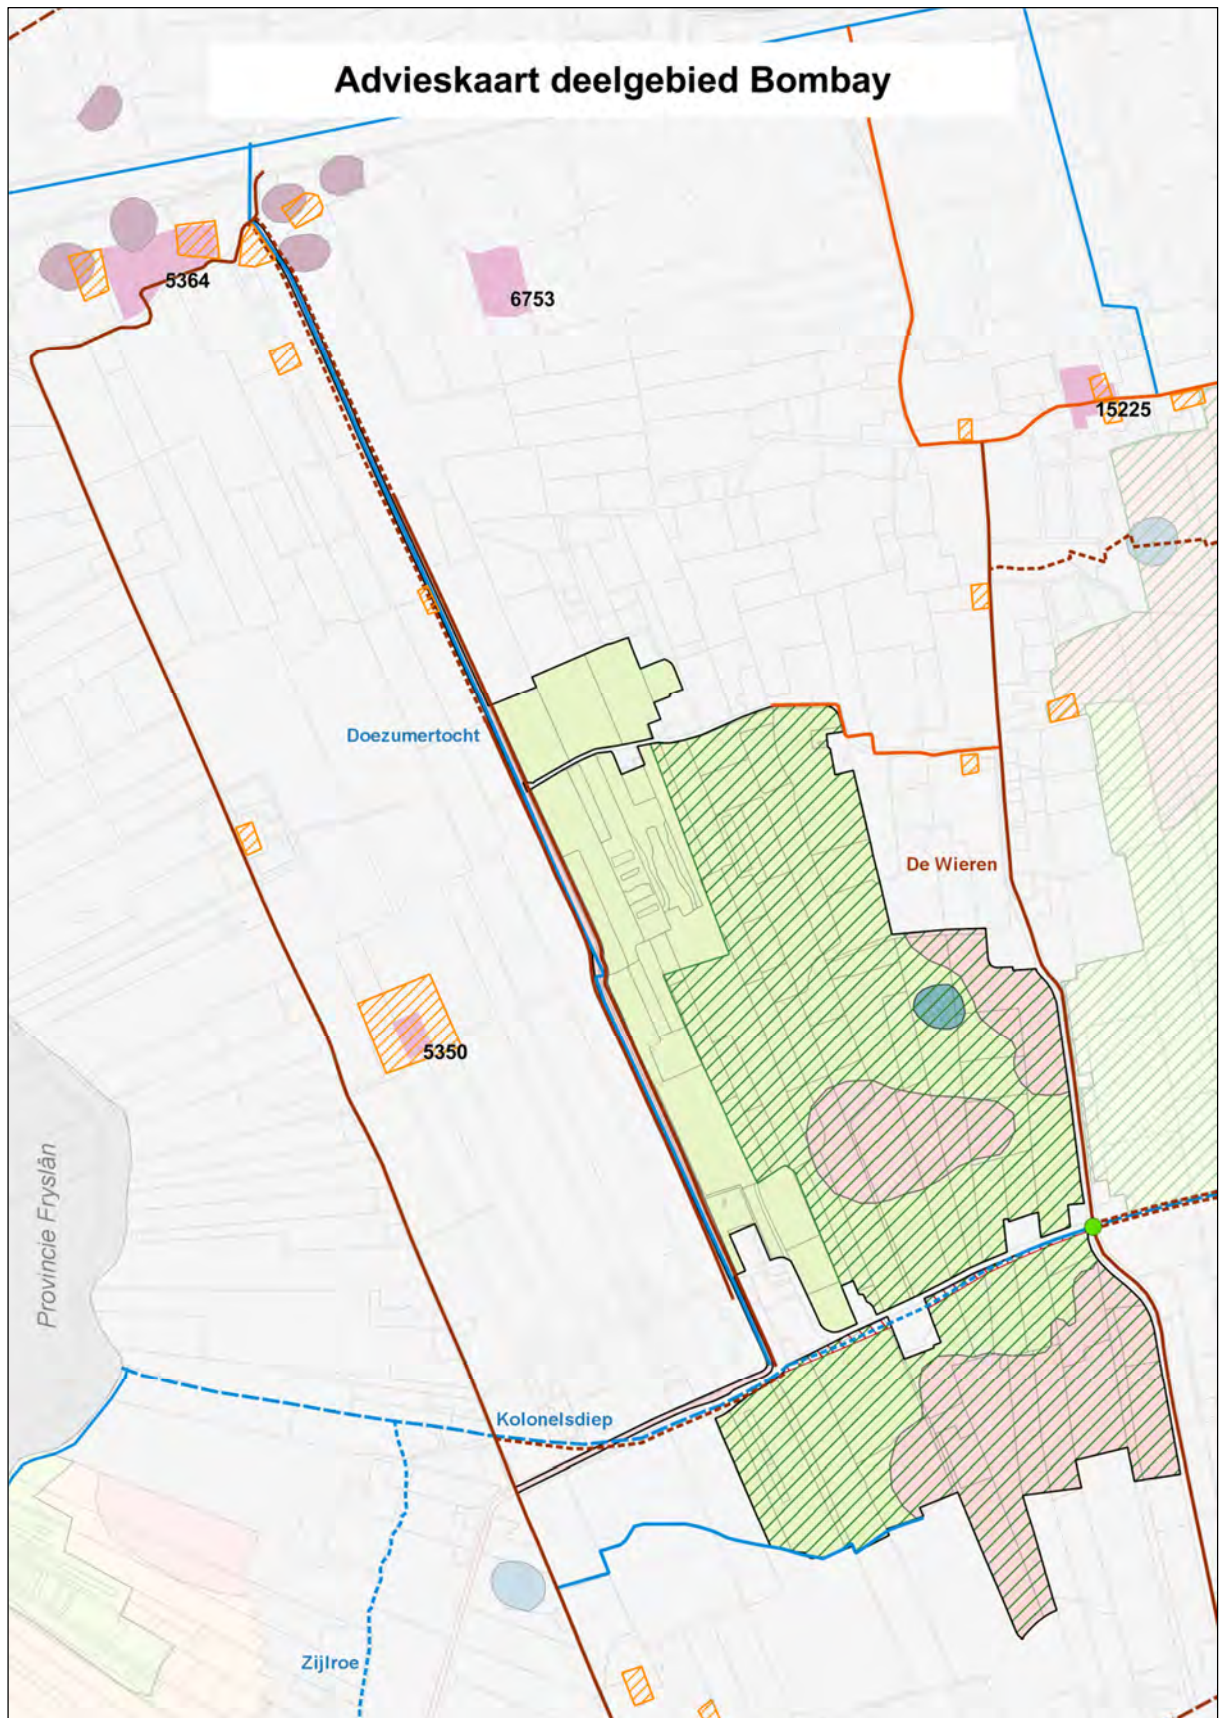 Advieskaart deelgebied Bombay
5364
6753
15225
Doezumertocht
De Wieren
5350
Provincie Fryslân
Kolonelsdiep
Zijlroe